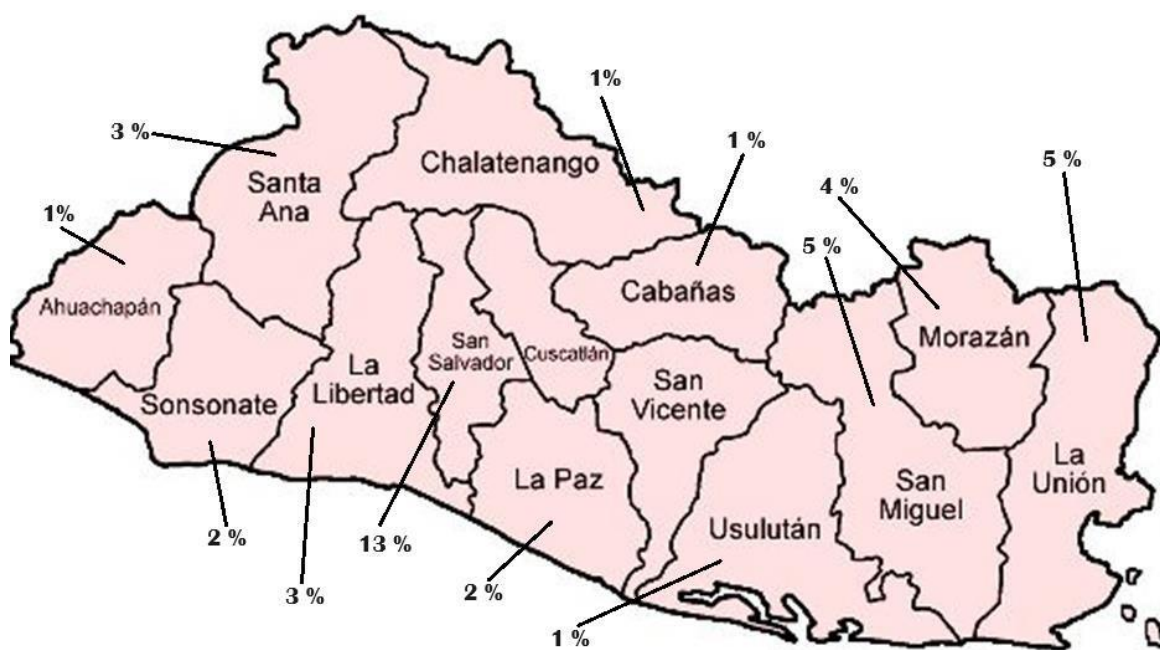 1%
3 %
Chalatenango
1 %
5 %
Santa
Ana
4 %
1%
5 %
Ahuachapán
Cabañas
San
Salvador
Cuscatlán
Morazán
La
Libertad
Sonsonate
San
Vicente
La Paz
Usulután
San
Miguel
La
Unión
2 %
13 %
3 %
2 %
1 %